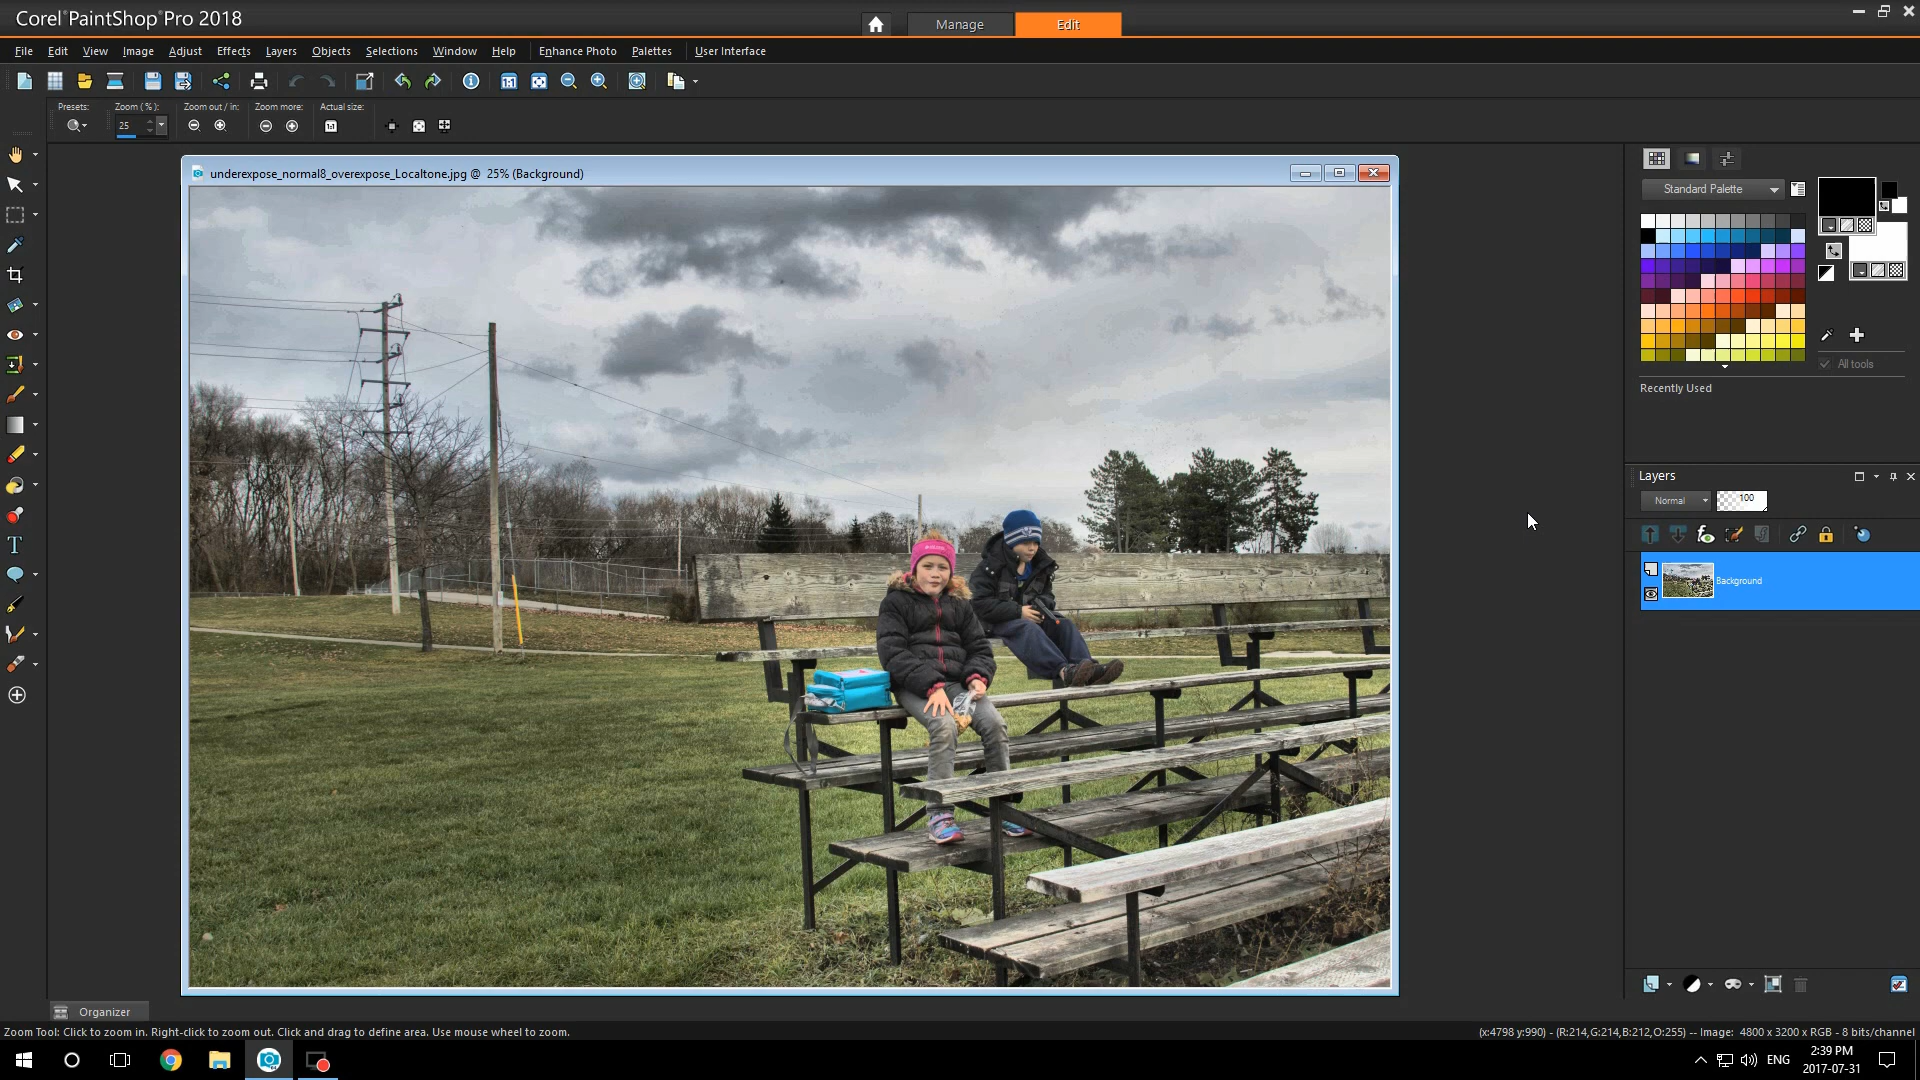 Corel PaintShop Pro 2018
Manage
Edit
File Edit View Image Adjust Effects Layers Objects Selections Window Help Enhance Photo Palettes User Interface
Presets: Zoom (%): Zoom out / in: Zoom more: Actual size:
25
underexpose_normal8_overexpose_Localtone.jpg @ 25% (Background)
Standard Palette
All tools
Recently Used
Layers
Normal
100
Background
Organizer
Zoom Tool: Click to zoom in. Right-click to zoom out. Click and drag to define area. Use mouse wheel to zoom.
(x:4798 y:990) - (R:214,G:214,B:212,O:255) -- Image: 4800 x 3200 x RGB - 8 bits/channel
ENG
2:39 PM
2017-07-31